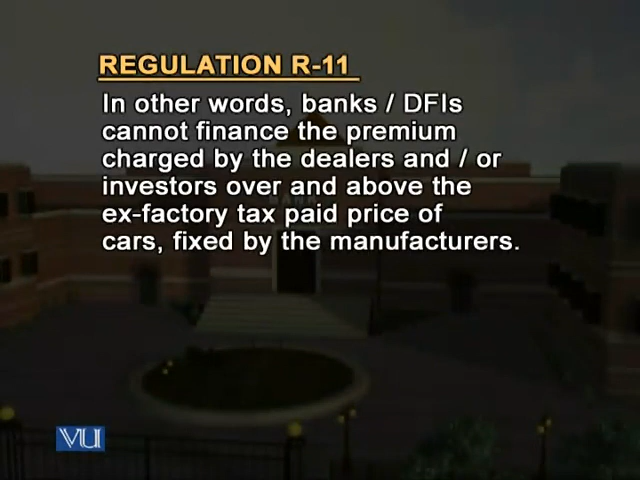 REGULATION R-11
In other words, banks / DFIs
cannot finance the premium
charged by the dealers and / or
investors over and above the
ex-factory tax paid price of
cars, fixed by the manufacturers.
BANK
VU